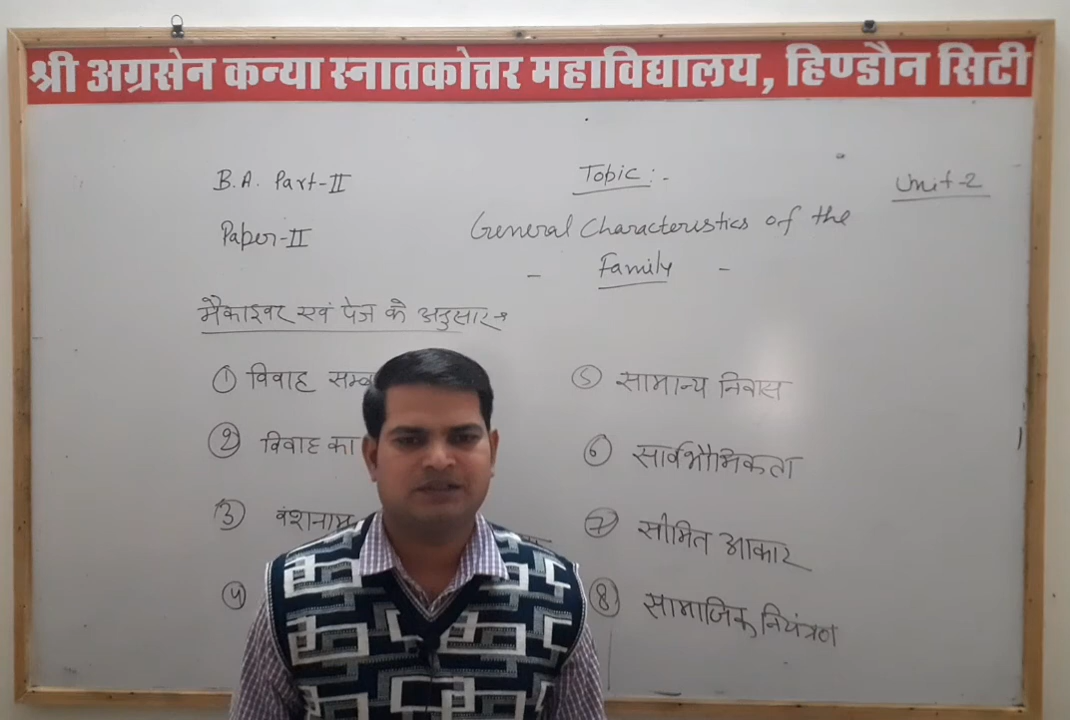 श्री अग्रसेन कन्या स्नातकोत्तर महाविद्यालय, हिण्डौन सिटी
B.A. Part-II
Topic :-
Unit-2
Paper-II
General Characteristics of the
- Family -
मैकाइवर एवं पेज के अनुसार→
① विवाह
② विवाह का
③ वंशनाम
④
⑤ सामान्य निवास
⑥ सार्वभौमिकता
⑦ सीमित आकार
⑧ सामाजिक नियंत्रण